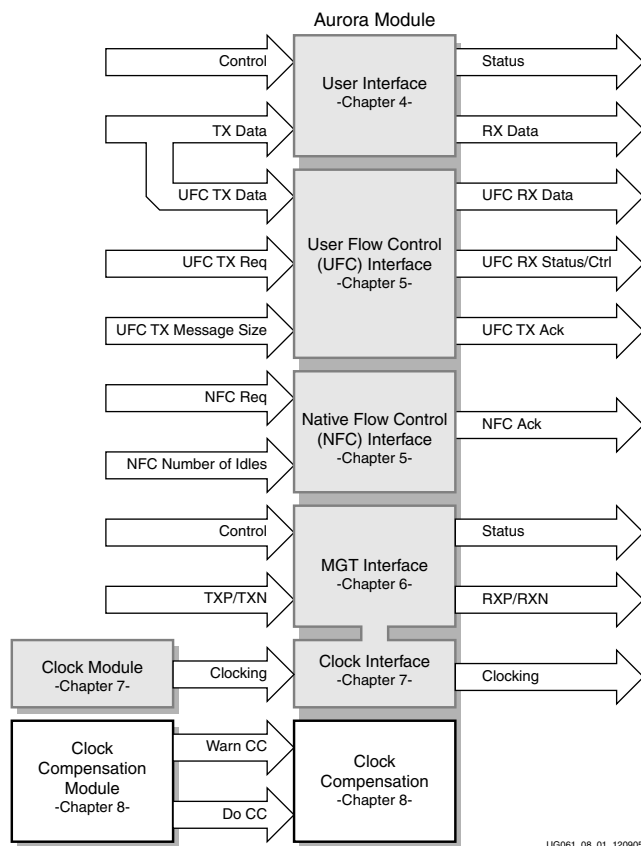 Aurora Module
Control
User Interface
-Chapter 4-
Status
TX Data
RX Data
UFC TX Data
UFC RX Data
UFC TX Req
User Flow Control
(UFC) Interface
-Chapter 5-
UFC RX Status/Ctrl
UFC TX Message Size
UFC TX Ack
NFC Req
Native Flow Control
(NFC) Interface
-Chapter 5-
NFC Ack
NFC Number of Idles
Control
MGT Interface
-Chapter 6-
Status
TXP/TXN
RXP/RXN
Clock Module
-Chapter 7-
Clocking
Clock Interface
-Chapter 7-
Clocking
Clock
Compensation
Module
-Chapter 8-
Warn CC
Do CC
Clock
Compensation
-Chapter 8-
UG061_08_01_120905